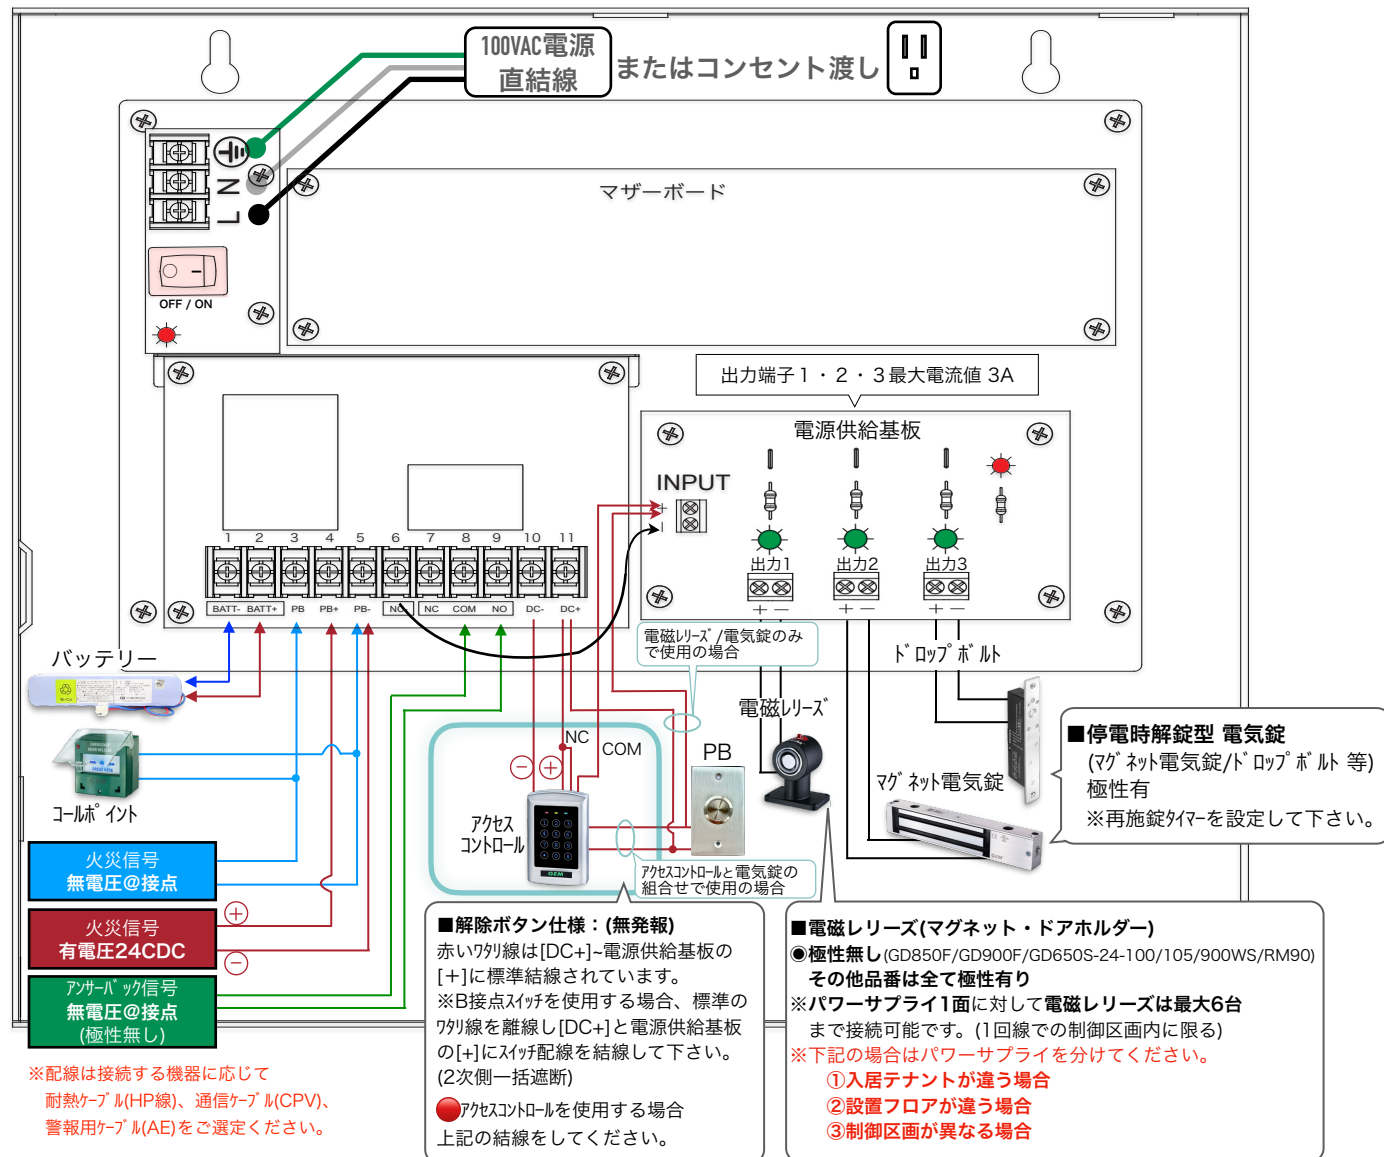 100VAC電源
直結線
またはコンセント渡し
N
L
マザーボード
OFF / ON
出力端子1・2・3最大電流値 3A
電源供給基板
INPUT
+
−
出力1
出力2
出力3
+ − + − + −
1 2 3 4 5 6 7 8 9 10 11
BATT- BATT+ PB PB+ PB- NO NC COM NO DC- DC+
バッテリー
コールポイント
火災信号
無電圧@接点
火災信号
有電圧24CDC
アンサーバック信号
無電圧@接点
(極性無し)
※配線は接続する機器に応じて
耐熱ケーブル(HP線)、通信ケーブル(CPV)、
警報用ケーブル(AE)をご選定ください。
電磁レリーズ/電気錠のみ
で使用の場合
NC
COM
PB
アクセス
コントロール
GEM
アクセスコントロールと電気錠の
組合せで使用の場合
電磁レリーズ
ドロップボルト
マグネット電気錠
■停電時解錠型 電気錠
(マグネット電気錠/ドロップボルト 等)
極性有
※再施錠タイマーを設定して下さい。
■解除ボタン仕様：(無発報)
赤いワタリ線は[DC+]~電源供給基板の
[+]に標準結線されています。
※B接点スイッチを使用する場合、標準の
ワタリ線を離線し[DC+]と電源供給基板
の[+]にスイッチ配線を結線して下さい。
(2次側一括遮断)
アクセスコントロールを使用する場合
上記の結線をしてください。
■電磁レリーズ(マグネット・ドアホルダー)
◉極性無し(GD850F/GD900F/GD650S-24-100/105/900WS/RM90)
その他品番は全て極性有り
※パワーサプライ1面に対して電磁レリーズは最大6台
まで接続可能です。(1回線での制御区画内に限る)
※下記の場合はパワーサプライを分けてください。
①入居テナントが違う場合
②設置フロアが違う場合
③制御区画が異なる場合